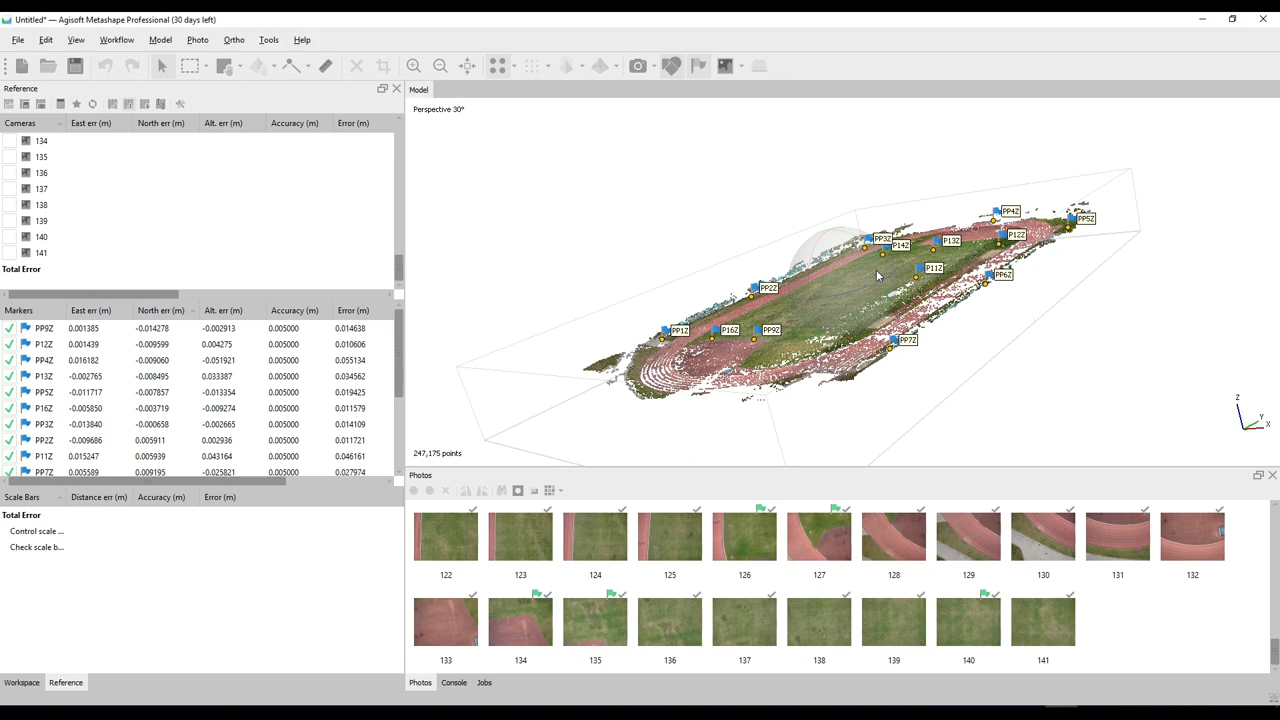 Untitled* — Agisoft Metashape Professional (30 days left)
File Edit View Workflow Model Photo Ortho Tools Help
Reference
Cameras East err (m) North err (m) Alt. err (m) Accuracy (m) Error (m)
134
135
136
137
138
139
140
141
Total Error
Markers East err (m) North err (m) Alt. err (m) Accuracy (m) Error (m)
PP9Z 0.001385 -0.014278 -0.002913 0.005000 0.014638
P12Z 0.001439 -0.009599 0.004275 0.005000 0.010606
PP4Z 0.016182 -0.009060 -0.051921 0.005000 0.055134
P13Z -0.002765 -0.008495 0.033387 0.005000 0.034562
PP5Z -0.011717 -0.007857 -0.013354 0.005000 0.019425
P16Z -0.005850 -0.003719 -0.009274 0.005000 0.011579
PP3Z -0.013840 -0.000658 -0.002665 0.005000 0.014109
PP2Z -0.009686 0.005911 0.002936 0.005000 0.011721
P11Z 0.015247 0.005939 0.043164 0.005000 0.046161
PP7Z 0.005589 0.009195 -0.025821 0.005000 0.027974
Scale Bars Distance err (m) Accuracy (m) Error (m)
Total Error
Control scale ...
Check scale b...
Workspace Reference
Model
Perspective 30°
PP4Z
PP5Z
PP3Z
P14Z
P13Z
P12Z
P11Z
PP6Z
PP2Z
PP1Z
P16Z
PP9Z
PP7Z
Z
Y
X
247,175 points
Photos
122 123 124 125 126 127 128 129 130 131 132
133 134 135 136 137 138 139 140 141
Photos Console Jobs